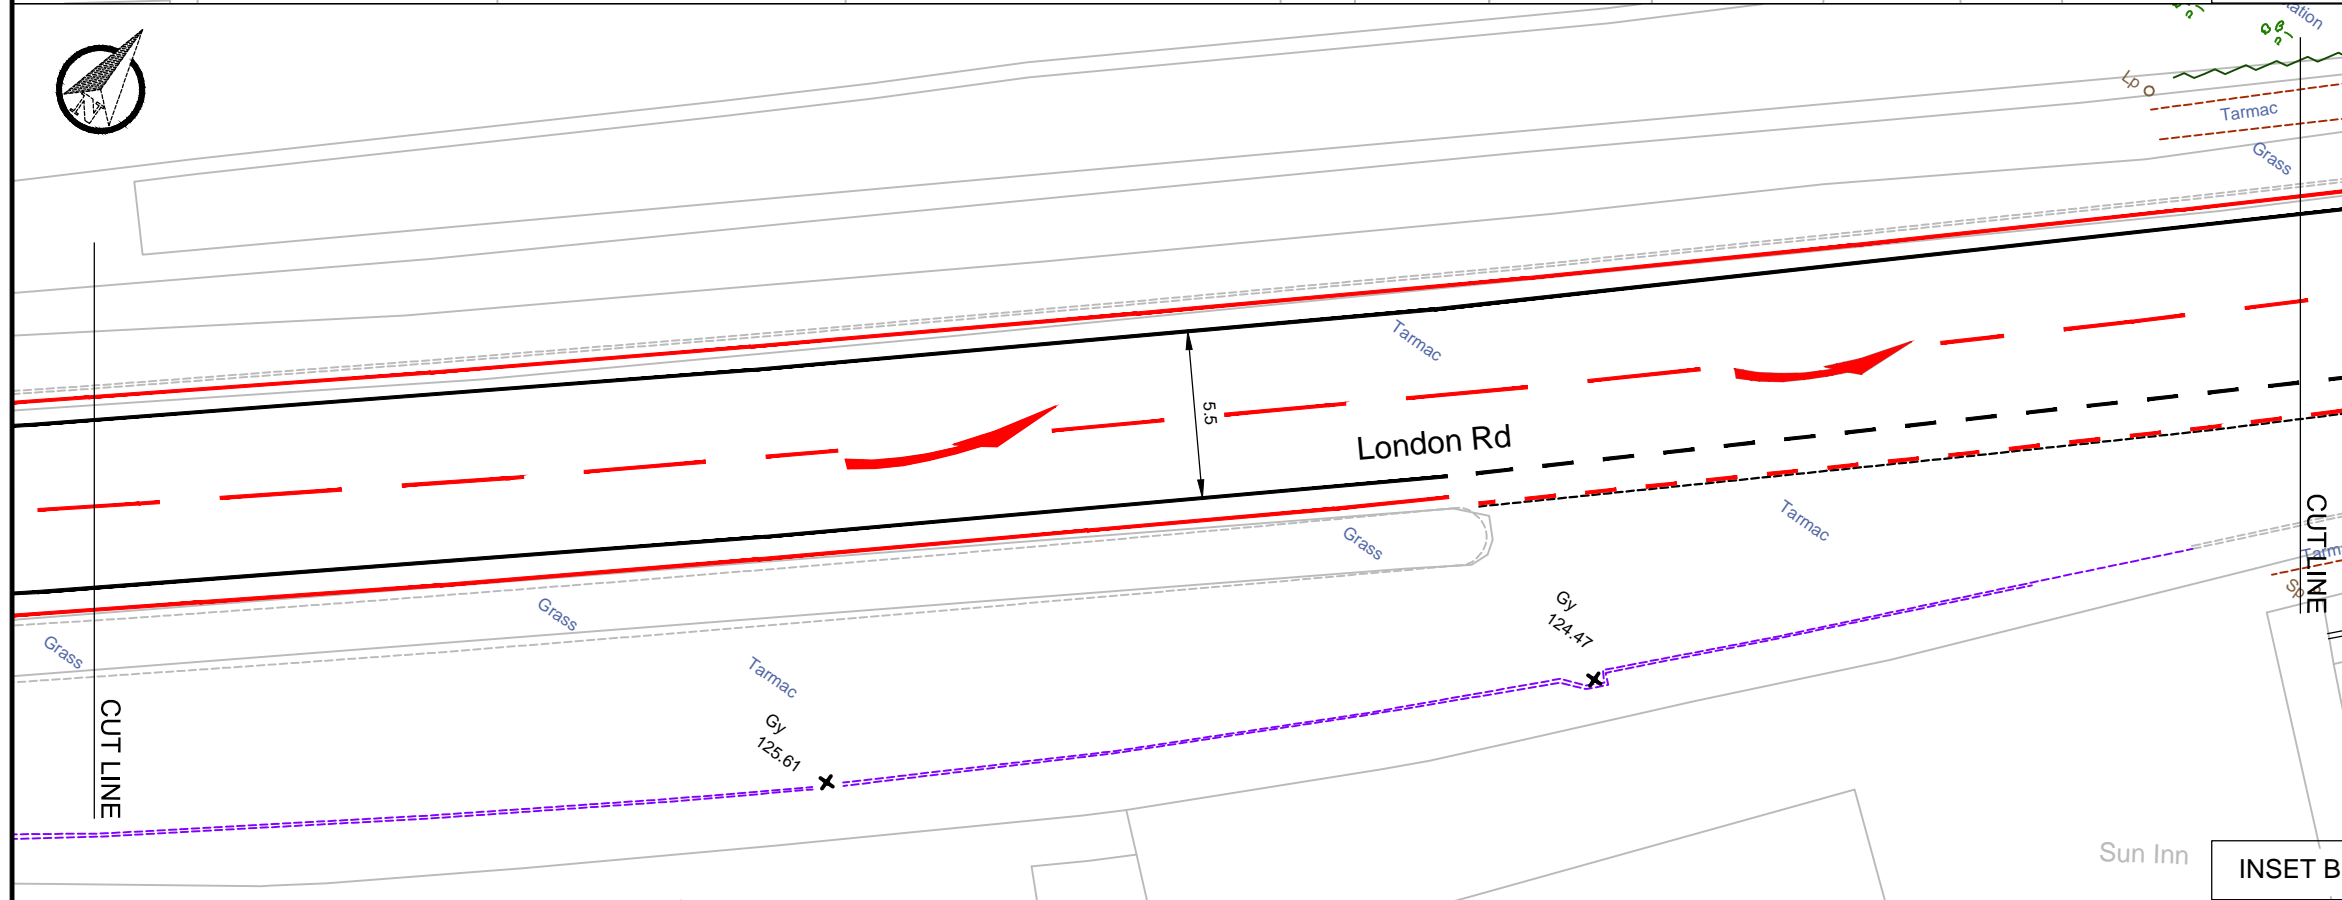 Lp
Tarmac
Grass
Tarmac
5.5
London Rd
Grass
Tarmac
CUT LINE
Gy
124.47
Grass
Grass
Tarmac
Gy
125.61
CUT LINE
Sun Inn
INSET B